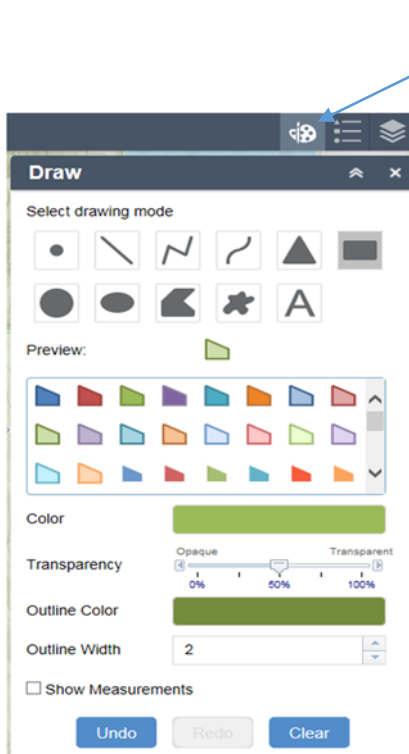 Draw
Select drawing mode
A
Preview:
Color
Opaque Transparent
Transparency
0% 50% 100%
Outline Color
Outline Width 2
Show Measurements
Undo Redo Clear